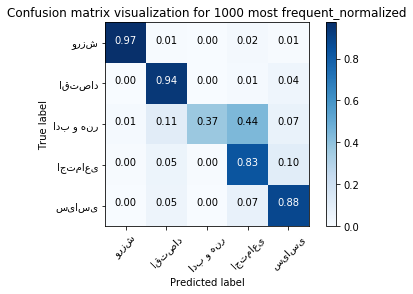 Confusion matrix visualization for 1000 most frequent_normalized
True label
ورزش 0.97 0.01 0.00 0.02 0.01
اقتصاد 0.00 0.94 0.00 0.01 0.04
ادب و هنر 0.01 0.11 0.37 0.44 0.07
اجتماعی 0.00 0.05 0.00 0.83 0.10
سیاسی 0.00 0.05 0.00 0.07 0.88
ورزش اقتصاد ادب و هنر اجتماعی سیاسی
Predicted label
0.8
0.6
0.4
0.2
0.0